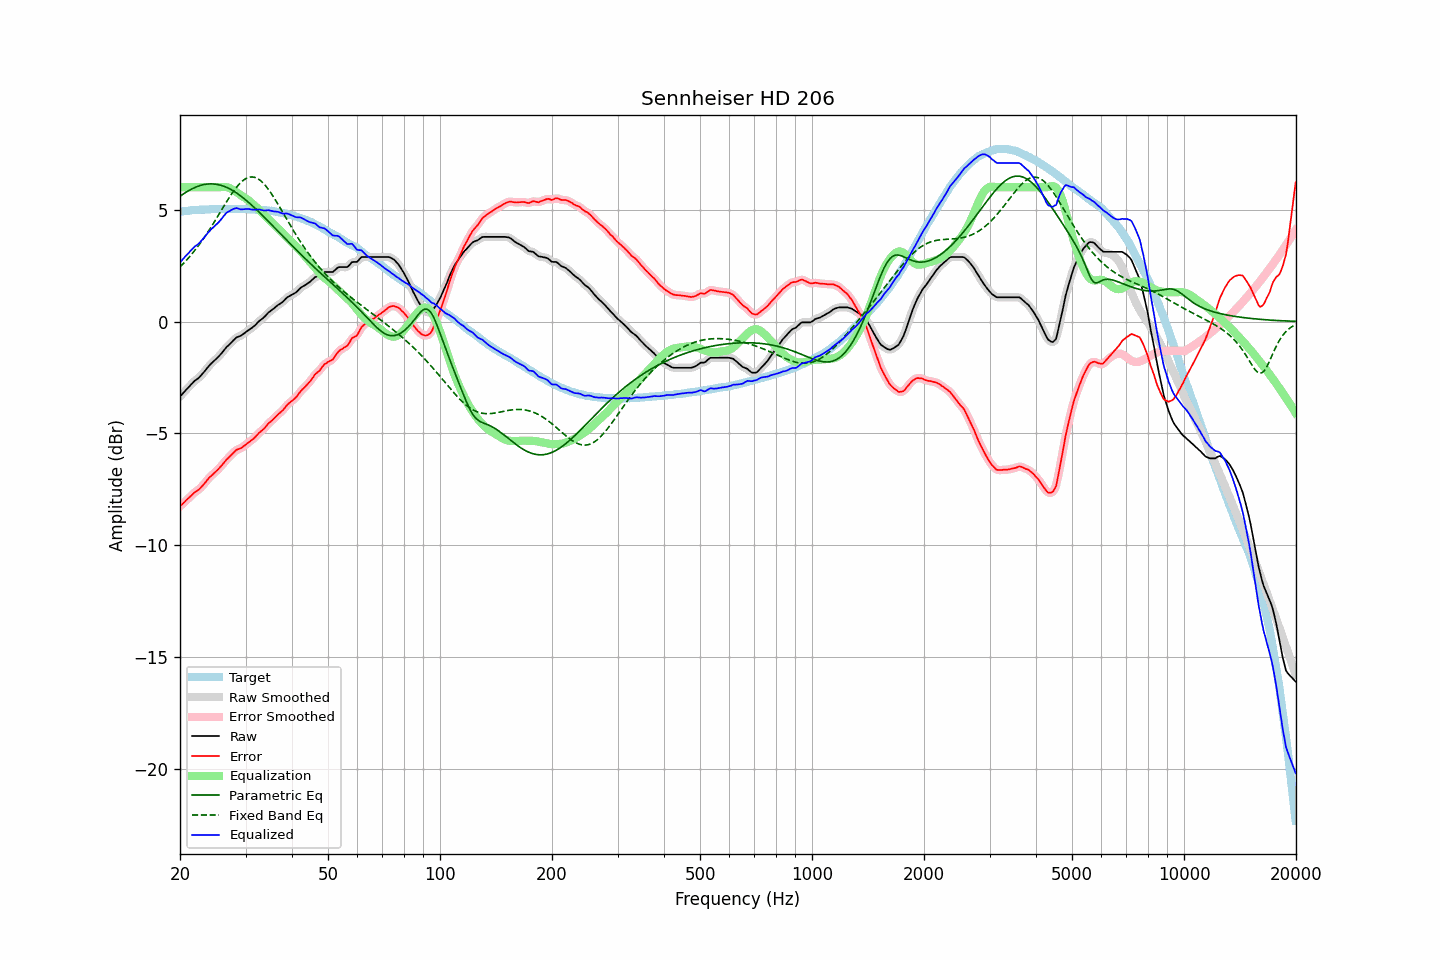 Sennheiser HD 206
Amplitude (dBr)
5
0
−5
−10
−15
−20
Target
Raw Smoothed
Error Smoothed
Raw
Error
Equalization
Parametric Eq
Fixed Band Eq
Equalized
20 50 100 200 500 1000 2000 5000 10000 20000
Frequency (Hz)